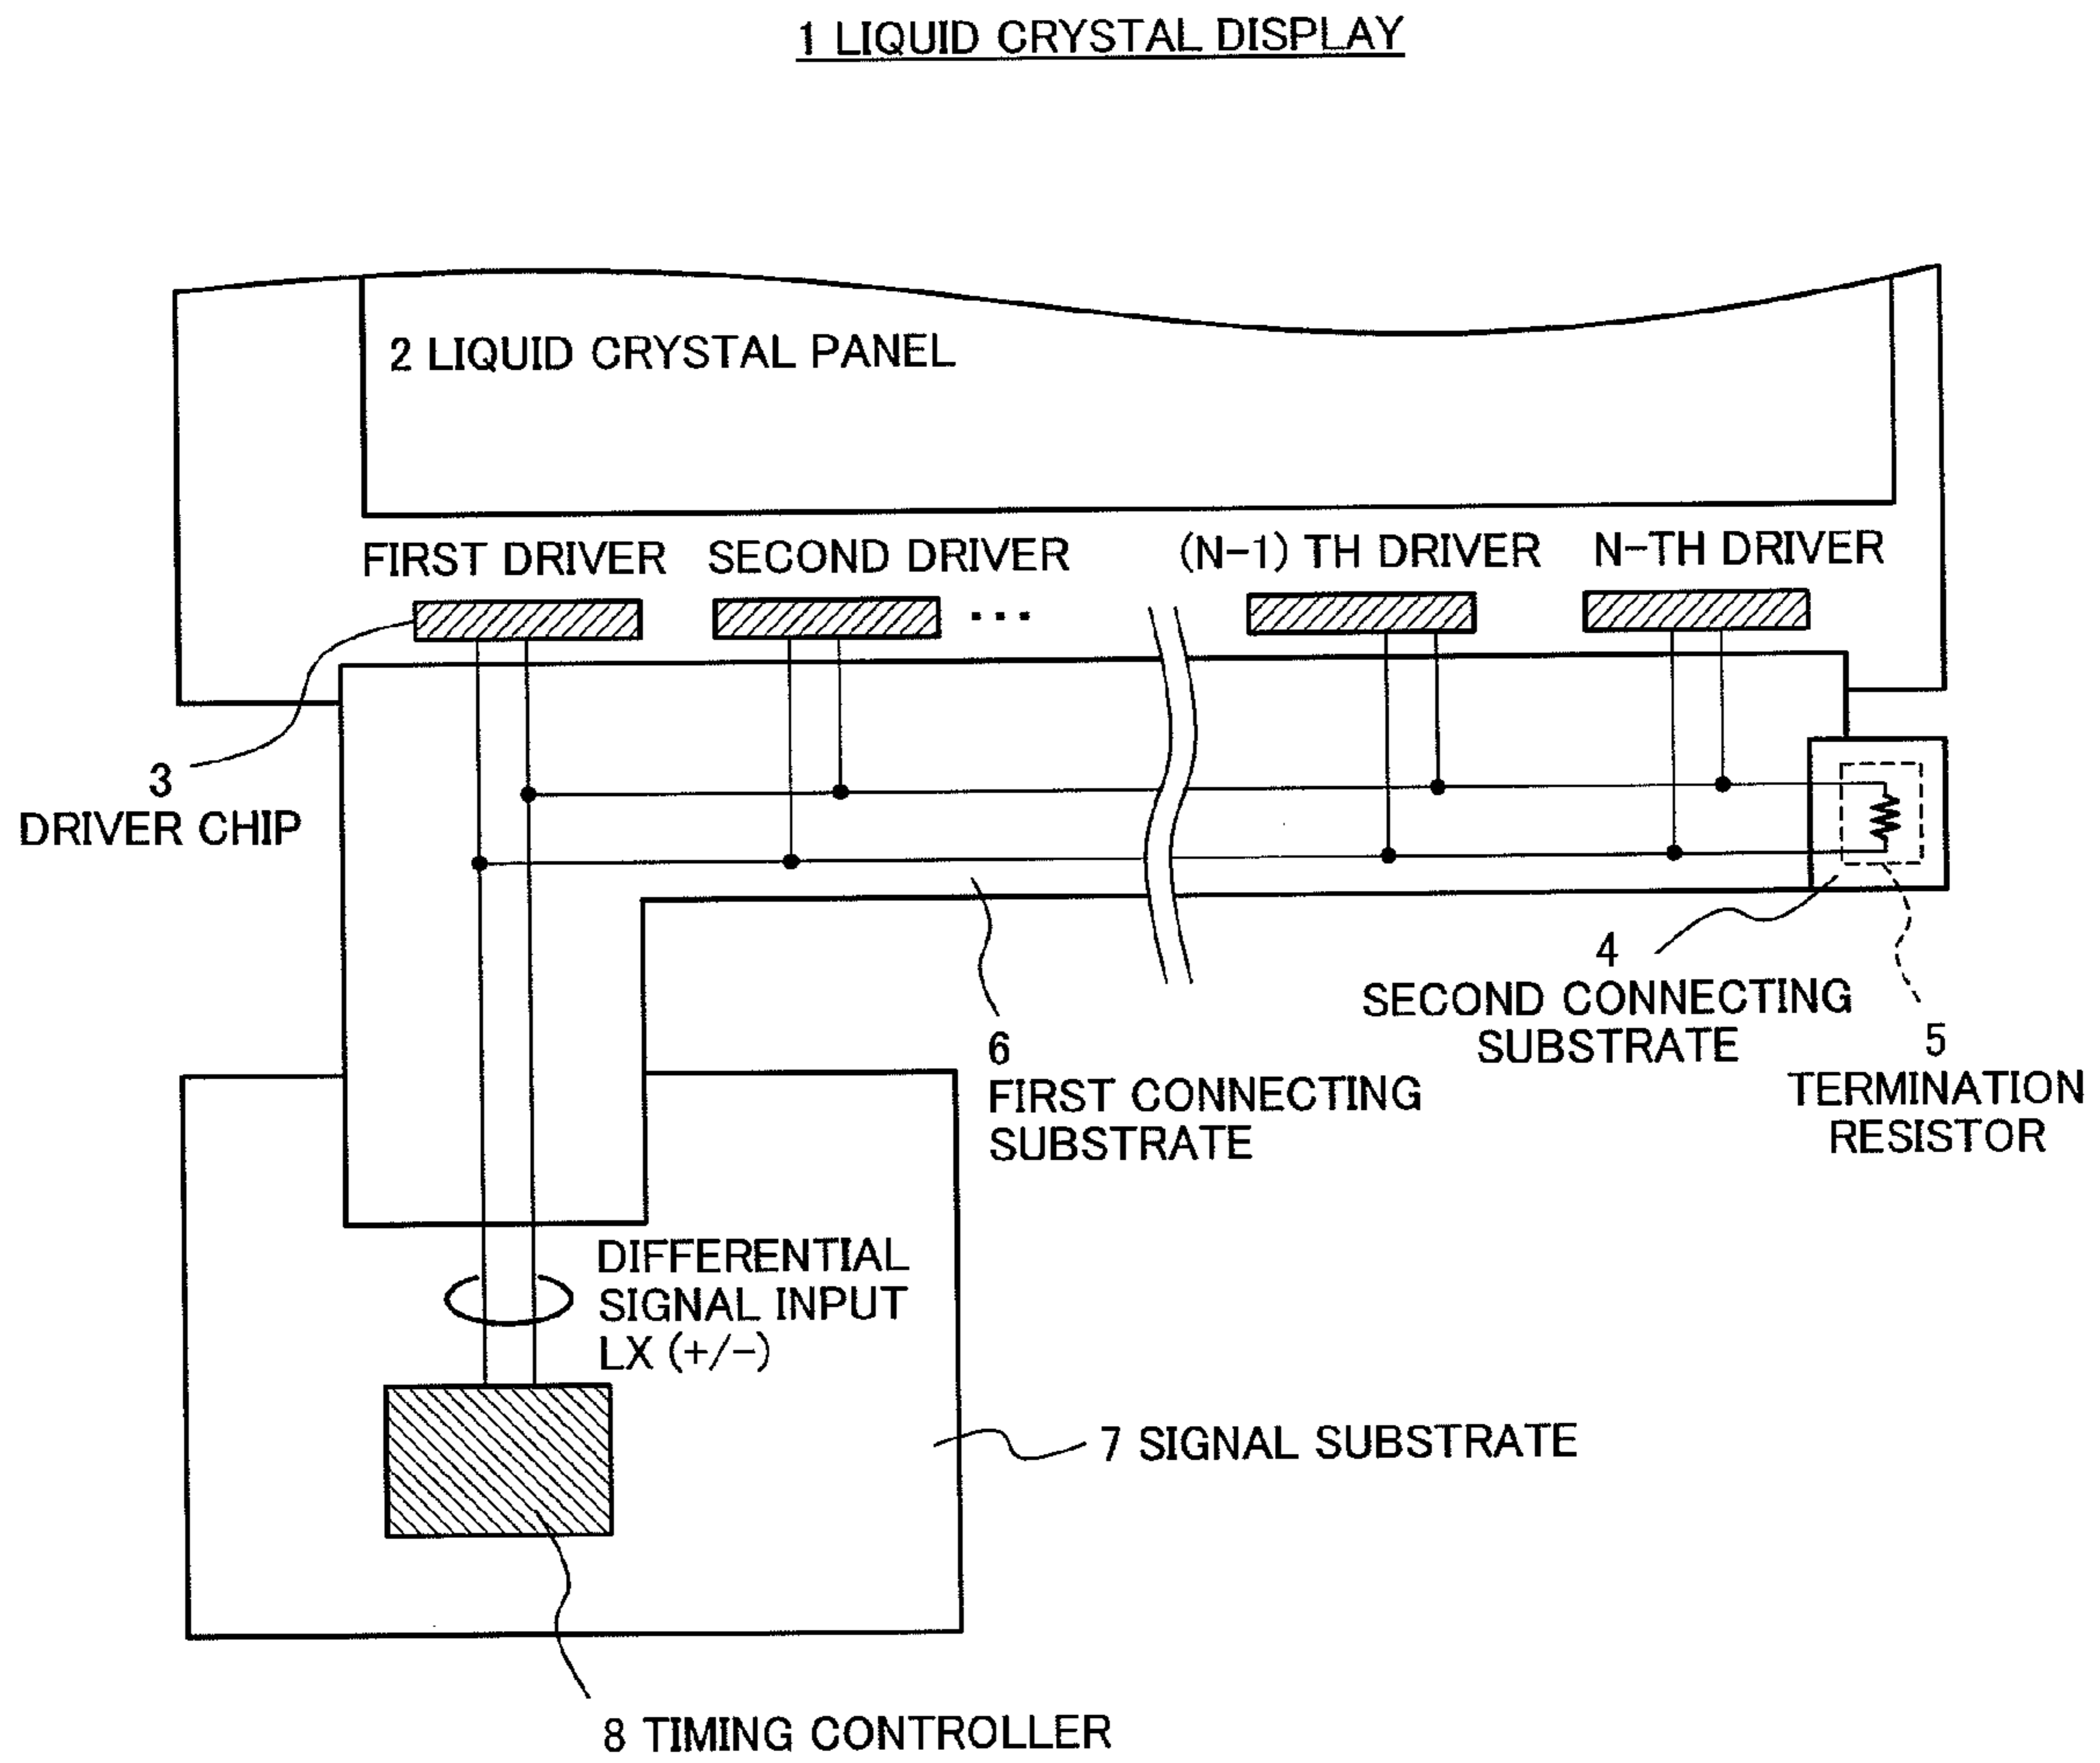 1 LIQUID CRYSTAL DISPLAY
2 LIQUID CRYSTAL PANEL
FIRST DRIVER
SECOND DRIVER
(N-1) TH DRIVER
N-TH DRIVER
...
3
DRIVER CHIP
4
SECOND CONNECTING
SUBSTRATE
5
TERMINATION
RESISTOR
6
FIRST CONNECTING
SUBSTRATE
DIFFERENTIAL
SIGNAL INPUT
LX (+/-)
7 SIGNAL SUBSTRATE
8 TIMING CONTROLLER